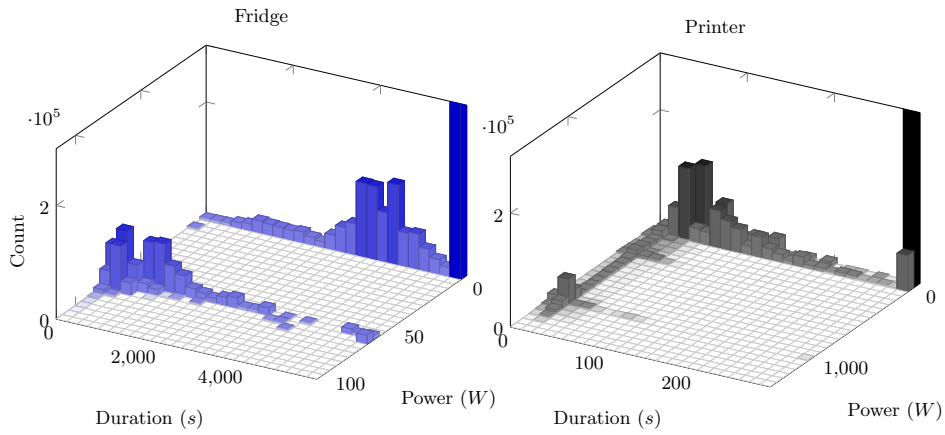 Fridge
·10⁵
2
0
Count
0
2,000
4,000
Duration (s)
0
50
100
Power (W)
Printer
·10⁵
2
0
0
100
200
Duration (s)
0
1,000
Power (W)